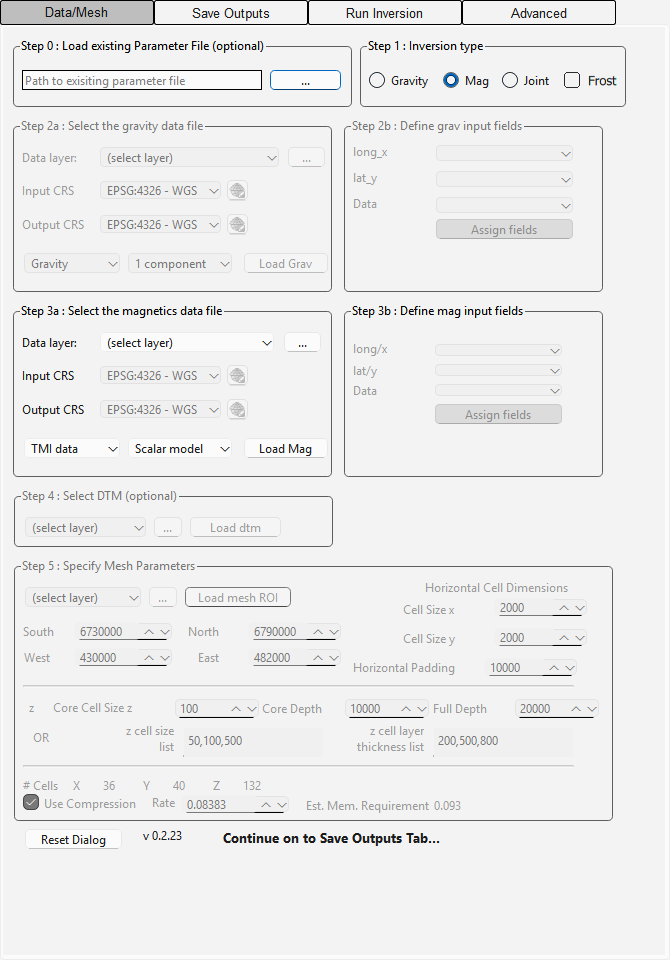 Data/Mesh Save Outputs Run Inversion Advanced
Step 0 : Load existing Parameter File (optional)
Path to exisiting parameter file ...
Step 1 : Inversion type
Gravity Mag Joint Frost
Step 2a : Select the gravity data file
Data layer: (select layer) ...
Input CRS EPSG:4326 - WGS
Output CRS EPSG:4326 - WGS
Gravity 1 component Load Grav
Step 2b : Define grav input fields
long_x
lat_y
Data
Assign fields
Step 3a : Select the magnetics data file
Data layer: (select layer) ...
Input CRS EPSG:4326 - WGS
Output CRS EPSG:4326 - WGS
TMI data Scalar model Load Mag
Step 3b : Define mag input fields
long/x
lat/y
Data
Assign fields
Step 4 : Select DTM (optional)
(select layer) ... Load dtm
Step 5 : Specify Mesh Parameters
(select layer) ... Load mesh ROI
South 6730000 North 6790000
West 430000 East 482000
Horizontal Cell Dimensions
Cell Size x 2000
Cell Size y 2000
Horizontal Padding 10000
z Core Cell Size z 100 Core Depth 10000 Full Depth 20000
OR z cell size list 50,100,500 z cell layer thickness list 200,500,800
# Cells X 36 Y 40 Z 132
Use Compression Rate 0.08383 Est. Mem. Requirement 0.093
Reset Dialog v 0.2.23 Continue on to Save Outputs Tab...